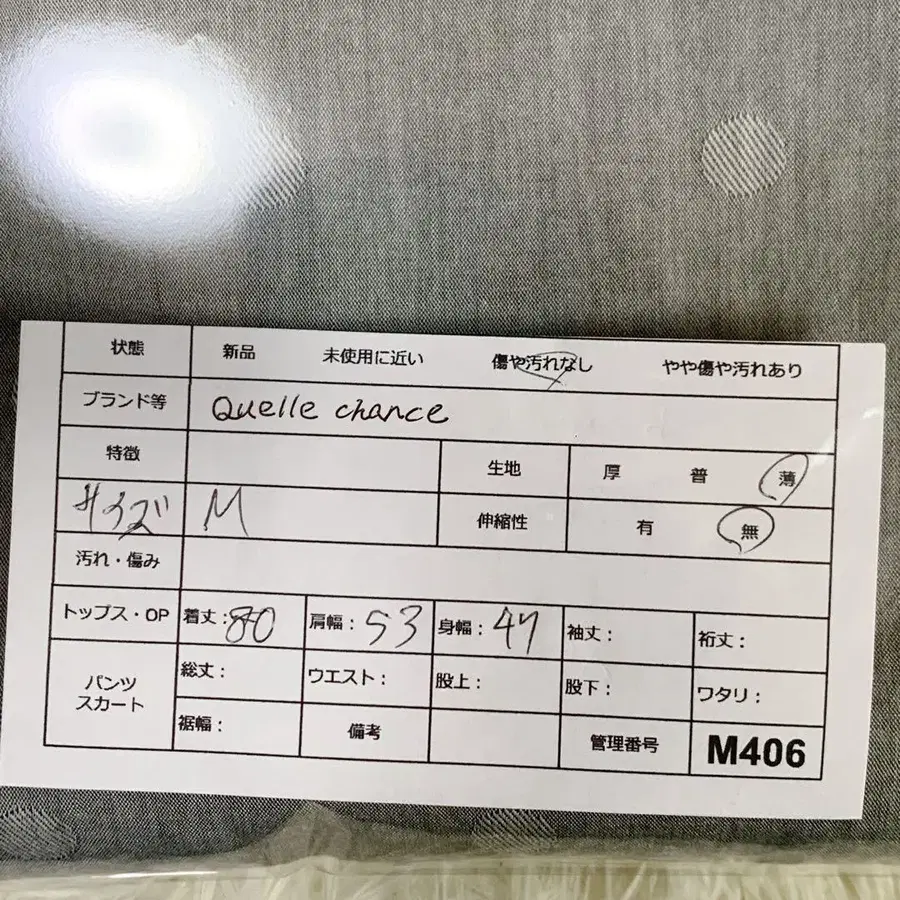 状態 新品 未使用に近い 傷や汚れなし やや傷や汚れあり
ブランド等 Quelle chance
特徴 生地 厚 普 薄
サイズ M 伸縮性 有 無
汚れ・傷み
トップス・OP 着丈：80 肩幅：53 身幅：47 袖丈： 裄丈：
パンツ スカート 総丈： ウエスト： 股上： 股下： ワタリ：
裾幅： 備考 管理番号 M406